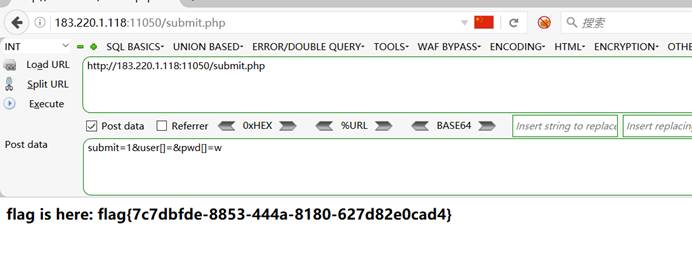 183.220.1.118:11050/submit.php
搜索
INT SQL BASICS UNION BASED ERROR/DOUBLE QUERY TOOLS WAF BYPASS ENCODING HTML ENCRYPTION OTHE
Load URL http://183.220.1.118:11050/submit.php
Split URL
Execute
Post data Referrer 0xHEX %URL BASE64 Insert string to replace Insert replacing
Post data submit=1&user[]=&pwd[]=w
flag is here: flag{7c7dbfde-8853-444a-8180-627d82e0cad4}